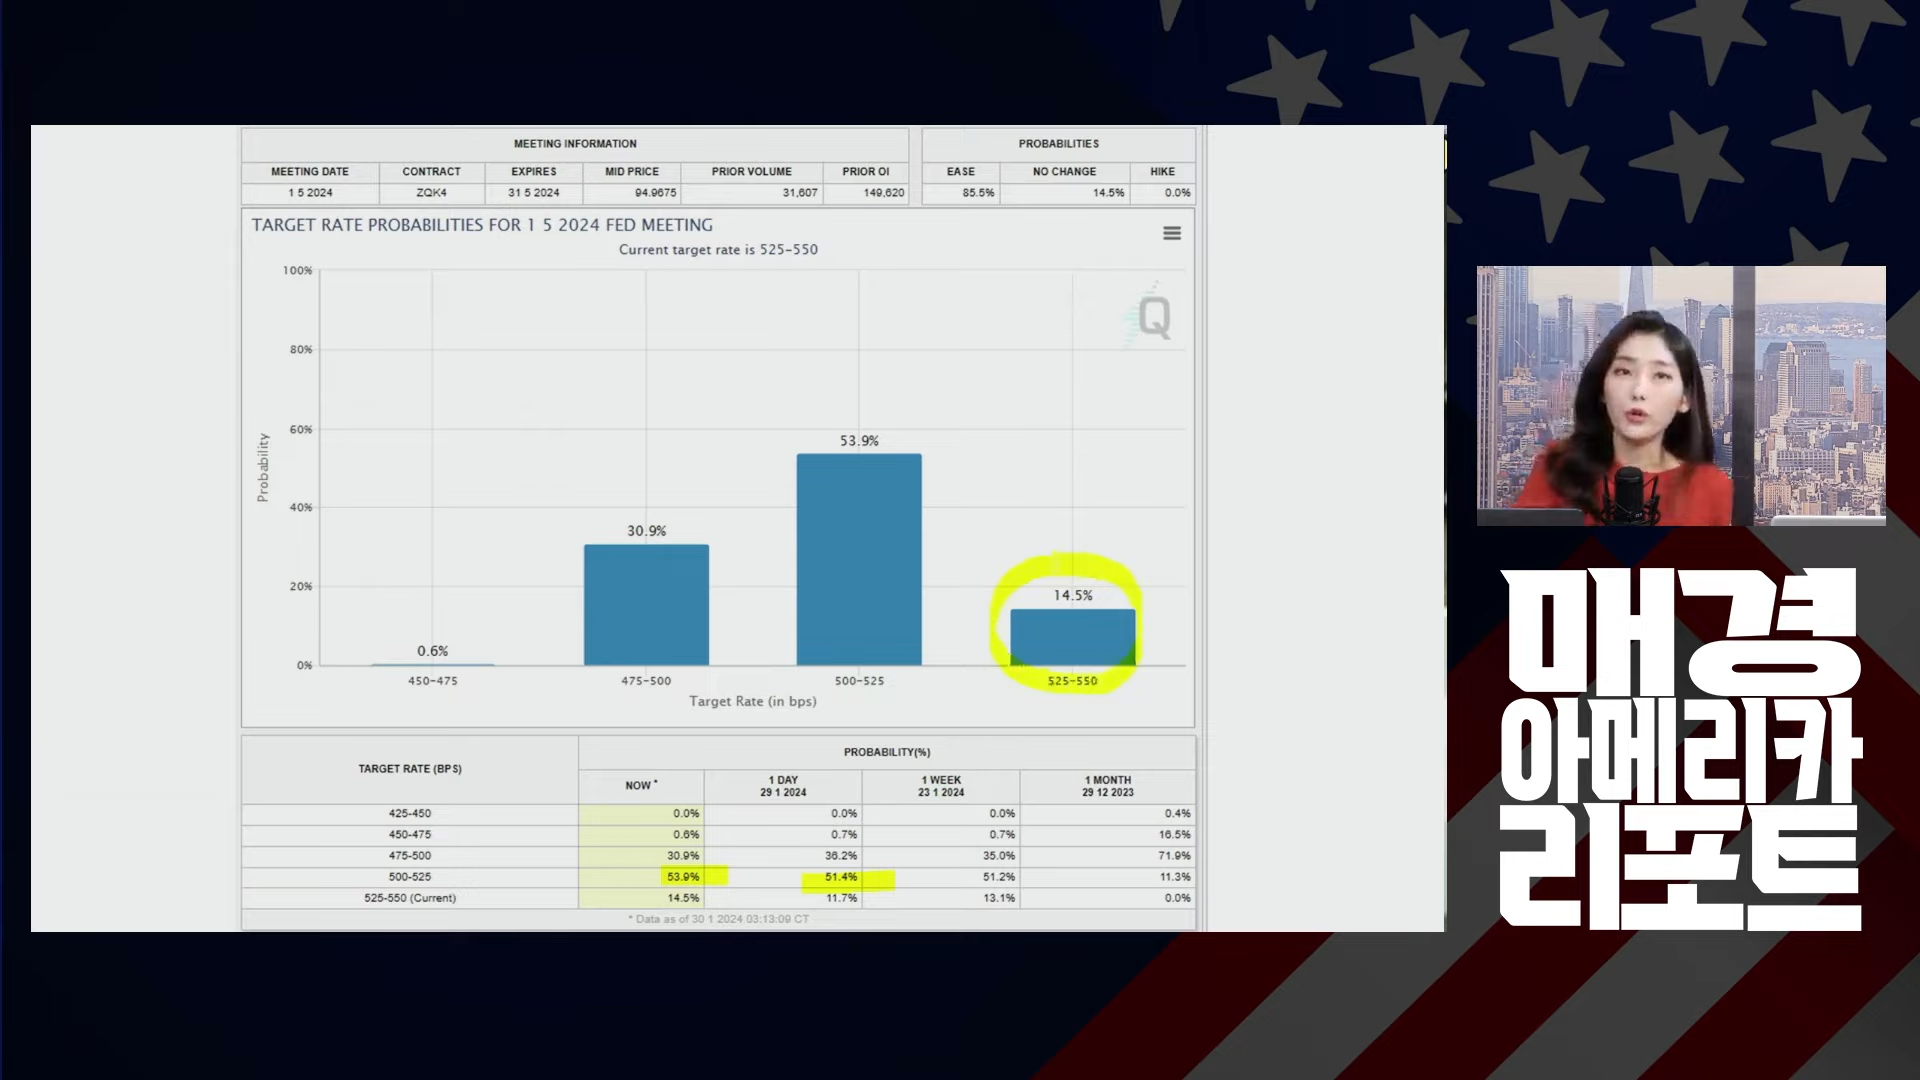 MEETING INFORMATION
PROBABILITIES
MEETING DATE CONTRACT EXPIRES MID PRICE PRIOR VOLUME PRIOR OI EASE NO CHANGE HIKE
1 5 2024 ZQK4 31 5 2024 94.9675 31,607 149,620 85.5% 14.5% 0.0%
TARGET RATE PROBABILITIES FOR 1 5 2024 FED MEETING
Current target rate is 525-550
Q
100%
80%
60%
40%
20%
0%
Probability
0.6%
30.9%
53.9%
14.5%
450-475 475-500 500-525 525-550
Target Rate (in bps)
TARGET RATE (BPS) PROBABILITY(%)
NOW * 1 DAY 1 WEEK 1 MONTH
29 1 2024 23 1 2024 29 12 2023
425-450 0.0% 0.0% 0.0% 0.4%
450-475 0.6% 0.7% 0.7% 16.5%
475-500 30.9% 36.2% 35.0% 71.9%
500-525 53.9% 51.4% 51.2% 11.3%
525-550 (Current) 14.5% 11.7% 13.1% 0.0%
* Data as of 30 1 2024 03:13:09 CT
매경
아메리카
리포트